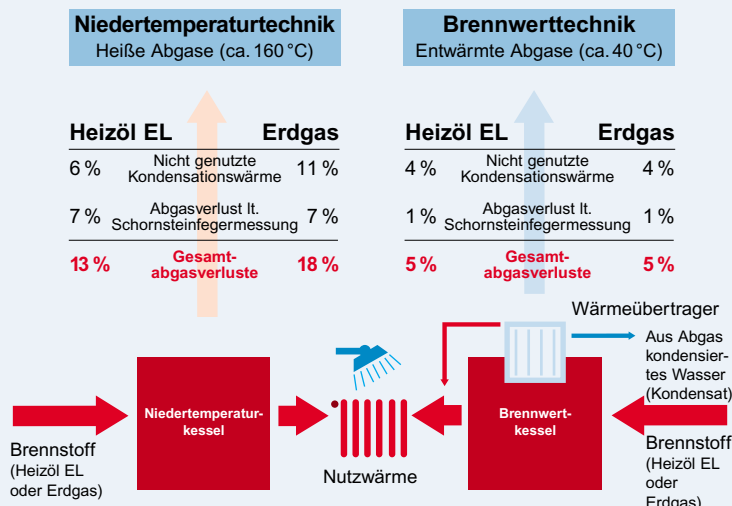 Niedertemperaturtechnik
Heiße Abgase (ca. 160 °C)
Heizöl EL Erdgas
6 % Nicht genutzte Kondensationswärme 11 %
7 % Abgasverlust lt. Schornsteinfegermessung 7 %
13 % Gesamt-
abgasverluste 18 %
Brennwerttechnik
Entwärmte Abgase (ca. 40 °C)
Heizöl EL Erdgas
4 % Nicht genutzte Kondensationswärme 4 %
1 % Abgasverlust lt. Schornsteinfegermessung 1 %
5 % Gesamt-
abgasverluste 5 %
Wärmeübertrager
Aus Abgas
kondensier-
tes Wasser
(Kondensat)
Niedertemperatur-
kessel
Brennwert-
kessel
Brennstoff
(Heizöl EL
oder Erdgas)
Nutzwärme
Brennstoff
(Heizöl EL
oder
Erdgas)